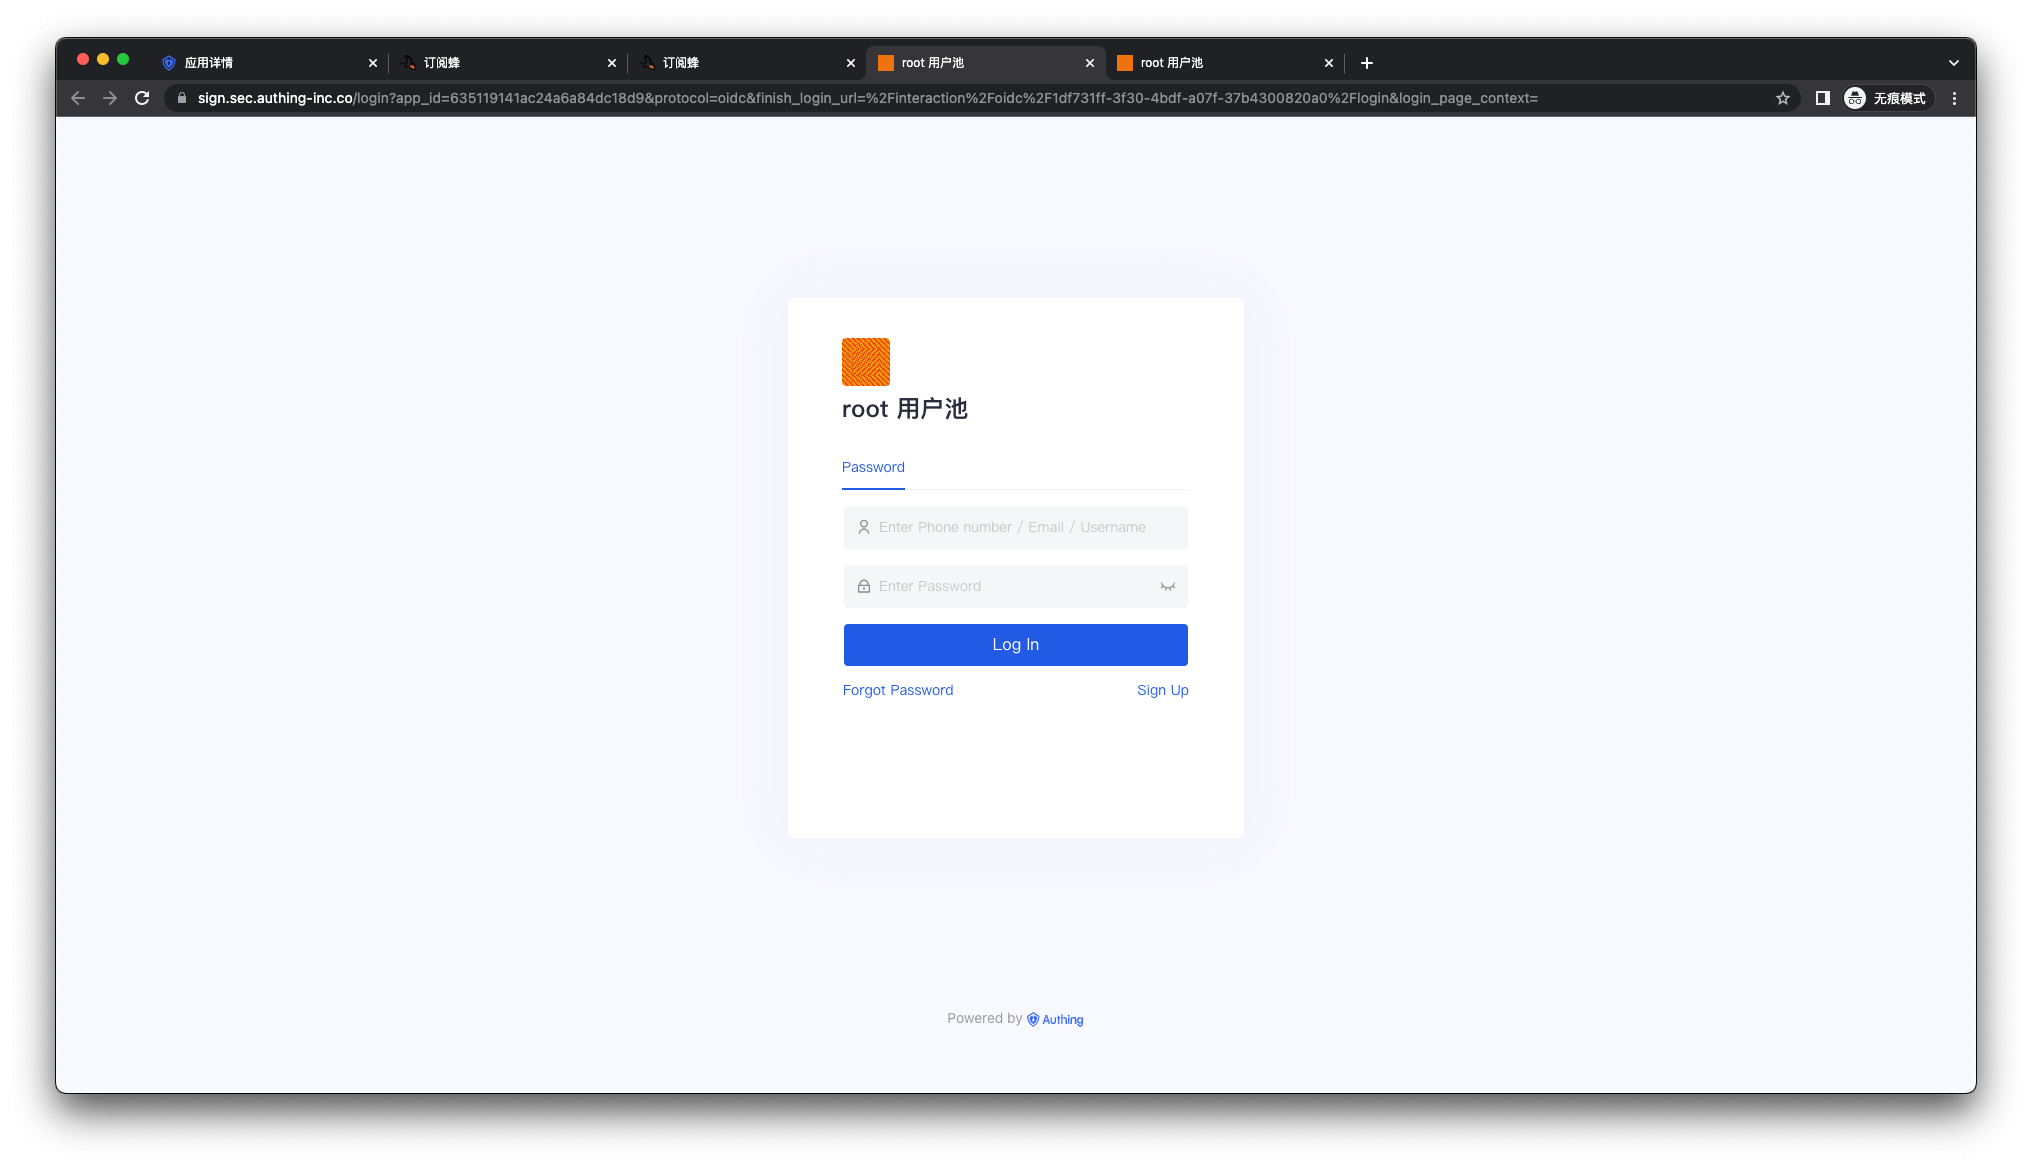 应用详情
订阅蜂
订阅蜂
root 用户池
root 用户池
sign.sec.authing-inc.co/login?app_id=635119141ac24a6a84dc18d9&protocol=oidc&finish_login_url=%2Finteraction%2Foidc%2F1df731ff-3f30-4bdf-a07f-37b4300820a0%2Flogin&login_page_context=
无痕模式
root 用户池
Password
Enter Phone number / Email / Username
Enter Password
Log In
Forgot Password
Sign Up
Powered by Authing